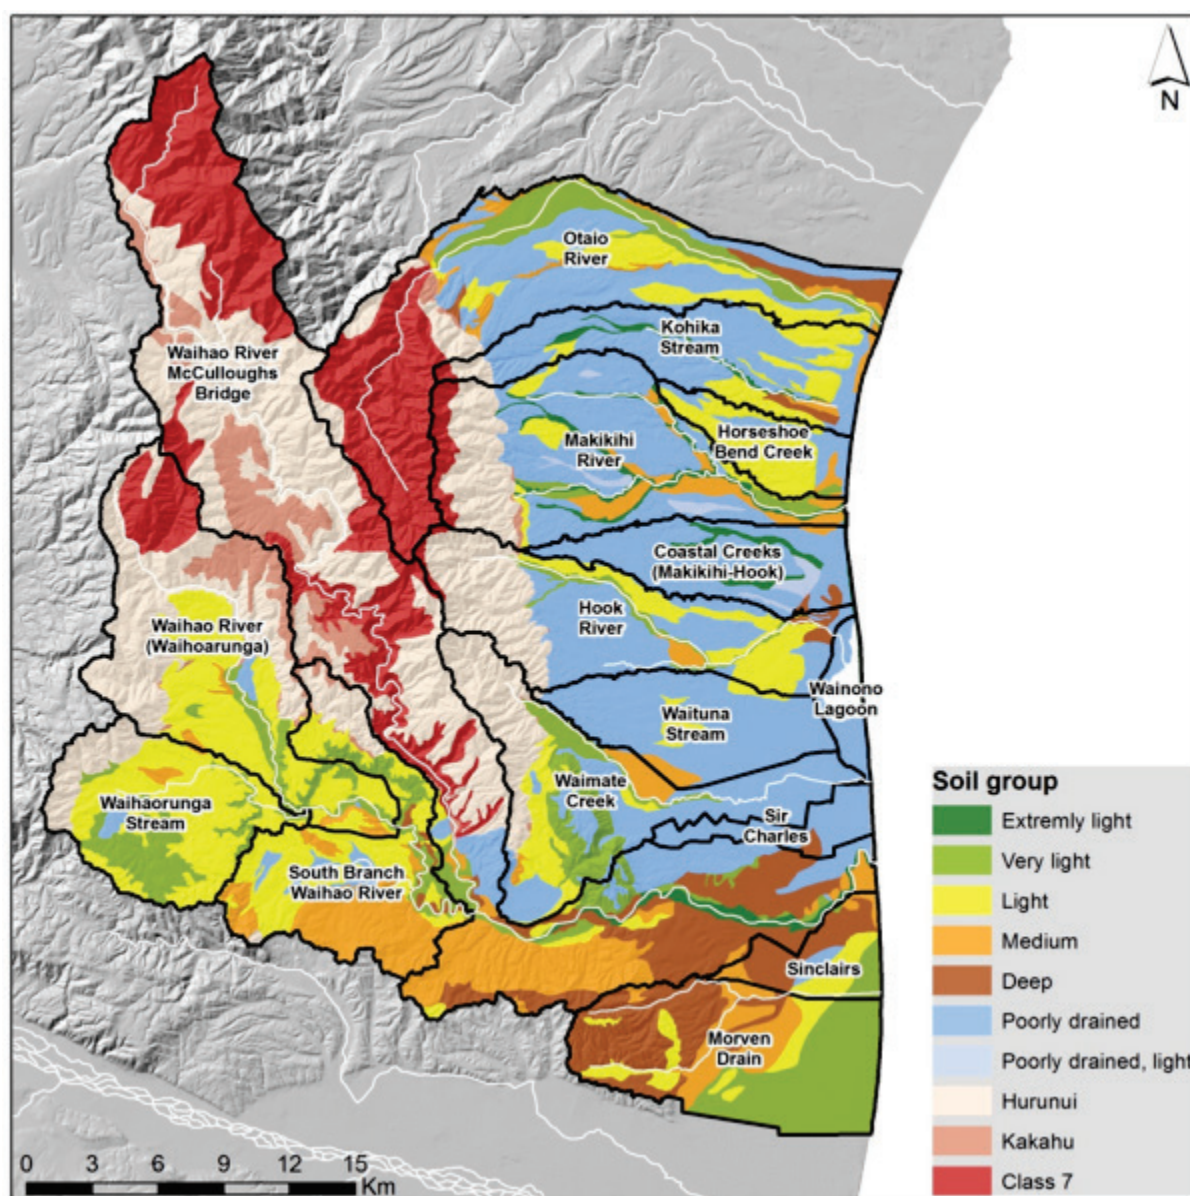 N
Otaio
River
Kohika
Stream
Waihao River
McCulloughs
Bridge
Horseshoe
Bend Creek
Makikihi
River
Coastal Creeks
(Makikihi-Hook)
Hook
River
Waihao River
(Waihoarunga)
Wainono
Lagoon
Waituna
Stream
Waimate
Creek
Waihaorunga
Stream
Sir
Charles
South Branch
Waihao River
Sinclairs
Morven
Drain
Soil group
Extremly light
Very light
Light
Medium
Deep
Poorly drained
Poorly drained, light
Hurunui
Kakahu
Class 7
0 3 6 9 12 15
Km